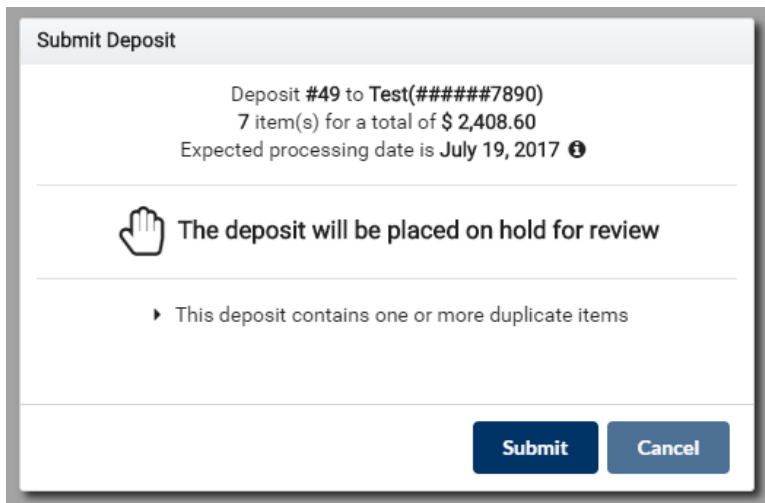 Submit Deposit
Deposit #49 to Test(######7890)
7 item(s) for a total of $ 2,408.60
Expected processing date is July 19, 2017
The deposit will be placed on hold for review
This deposit contains one or more duplicate items
Submit
Cancel